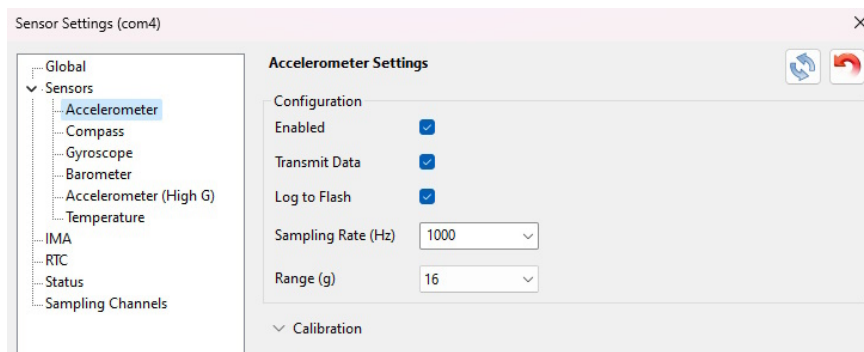 Sensor Settings (com4)
Global
Sensors
Accelerometer
Compass
Gyroscope
Barometer
Accelerometer (High G)
Temperature
IMA
RTC
Status
Sampling Channels
Accelerometer Settings
Configuration
Enabled
Transmit Data
Log to Flash
Sampling Rate (Hz) 1000
Range (g) 16
Calibration